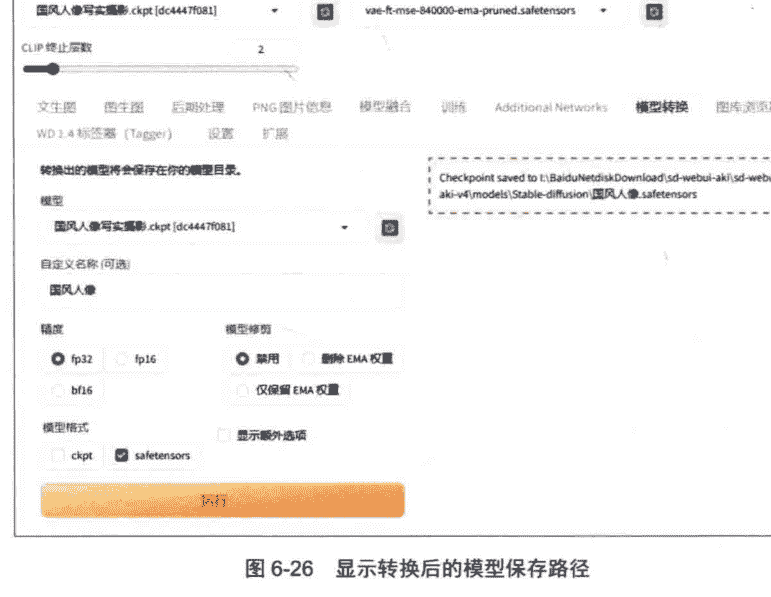 国风人像写实摄影.ckpt [dc4447f081]
vae-ft-mse-840000-ema-pruned.safetensors
CLIP 终止层数
2
文生图 图生图 后期处理 PNG 图片信息 模型融合 训练 Additional Networks 模型转换 图库浏览
WD 1.4 标签器（Tagger） 设置 扩展
转换出的模型将会保存在你的模型目录。
Checkpoint saved to I:\BaiduNetdiskDownload\sd-webui-aki\sd-webu
aki-v4\models\Stable-diffusion\国风人像.safetensors
模型
国风人像写实摄影.ckpt [dc4447f081]
自定义名称 (可选)
国风人像
精度
fp32 fp16
bf16
模型修剪
禁用 删除 EMA 权重
仅保留 EMA 权重
模型格式
ckpt safetensors
显示额外选项
执行
图 6-26 显示转换后的模型保存路径